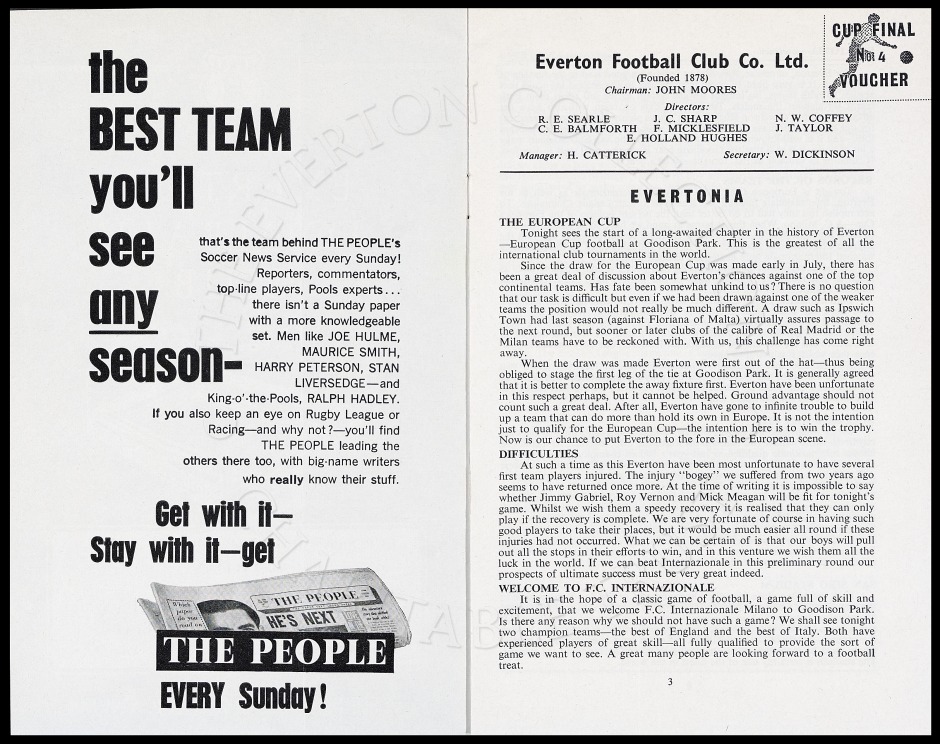 the
BEST TEAM
you'll
see
any
season–
that's the team behind THE PEOPLE's
Soccer News Service every Sunday!
Reporters, commentators,
top-line players, Pools experts...
there isn't a Sunday paper
with a more knowledgeable
set. Men like JOE HULME,
MAURICE SMITH,
HARRY PETERSON, STAN
LIVERSEDGE—and
King-o'-the-Pools, RALPH HADLEY.
If you also keep an eye on Rugby League or
Racing—and why not?—you'll find
THE PEOPLE leading the
others there too, with big-name writers
who really know their stuff.
Get with it—
Stay with it—get
Which
paper
do you
read on
THE PEOPLE
HE'S NEXT
THE PEOPLE
EVERY Sunday!
CUP FINAL
No. 4
VOUCHER
Everton Football Club Co. Ltd.
(Founded 1878)
Chairman: JOHN MOORES
Directors:
R. E. SEARLE J. C. SHARP N. W. COFFEY
C. E. BALMFORTH F. MICKLESFIELD J. TAYLOR
E. HOLLAND HUGHES
Manager: H. CATTERICK Secretary: W. DICKINSON
EVERTONIA
THE EUROPEAN CUP
Tonight sees the start of a long-awaited chapter in the history of Everton
—European Cup football at Goodison Park. This is the greatest of all the
international club tournaments in the world.
Since the draw for the European Cup was made early in July, there has
been a great deal of discussion about Everton's chances against one of the top
continental teams. Has fate been somewhat unkind to us? There is no question
that our task is difficult but even if we had been drawn against one of the weaker
teams the position would not really be much different. A draw such as Ipswich
Town had last season (against Floriana of Malta) virtually assures passage to
the next round, but sooner or later clubs of the calibre of Real Madrid or the
Milan teams have to be reckoned with. With us, this challenge has come right
away.
When the draw was made Everton were first out of the hat—thus being
obliged to stage the first leg of the tie at Goodison Park. It is generally agreed
that it is better to complete the away fixture first. Everton have been unfortunate
in this respect perhaps, but it cannot be helped. Ground advantage should not
count such a great deal. After all, Everton have gone to infinite trouble to build
up a team that can do more than hold its own in Europe. It is not the intention
just to qualify for the European Cup—the intention here is to win the trophy.
Now is our chance to put Everton to the fore in the European scene.
DIFFICULTIES
At such a time as this Everton have been most unfortunate to have several
first team players injured. The injury "bogey" we suffered from two years ago
seems to have returned once more. At the time of writing it is impossible to say
whether Jimmy Gabriel, Roy Vernon and Mick Meagan will be fit for tonight's
game. Whilst we wish them a speedy recovery it is realised that they can only
play if the recovery is complete. We are very fortunate of course in having such
good players to take their places, but it would be much easier all round if these
injuries had not occurred. What we can be certain of is that our boys will pull
out all the stops in their efforts to win, and in this venture we wish them all the
luck in the world. If we can beat Internazionale in this preliminary round our
prospects of ultimate success must be very great indeed.
WELCOME TO F.C. INTERNAZIONALE
It is in the hope of a classic game of football, a game full of skill and
excitement, that we welcome F.C. Internazionale Milano to Goodison Park.
Is there any reason why we should not have such a game? We shall see tonight
two champion teams—the best of England and the best of Italy. Both have
experienced players of great skill—all fully qualified to provide the sort of
game we want to see. A great many people are looking forward to a football
treat.
3